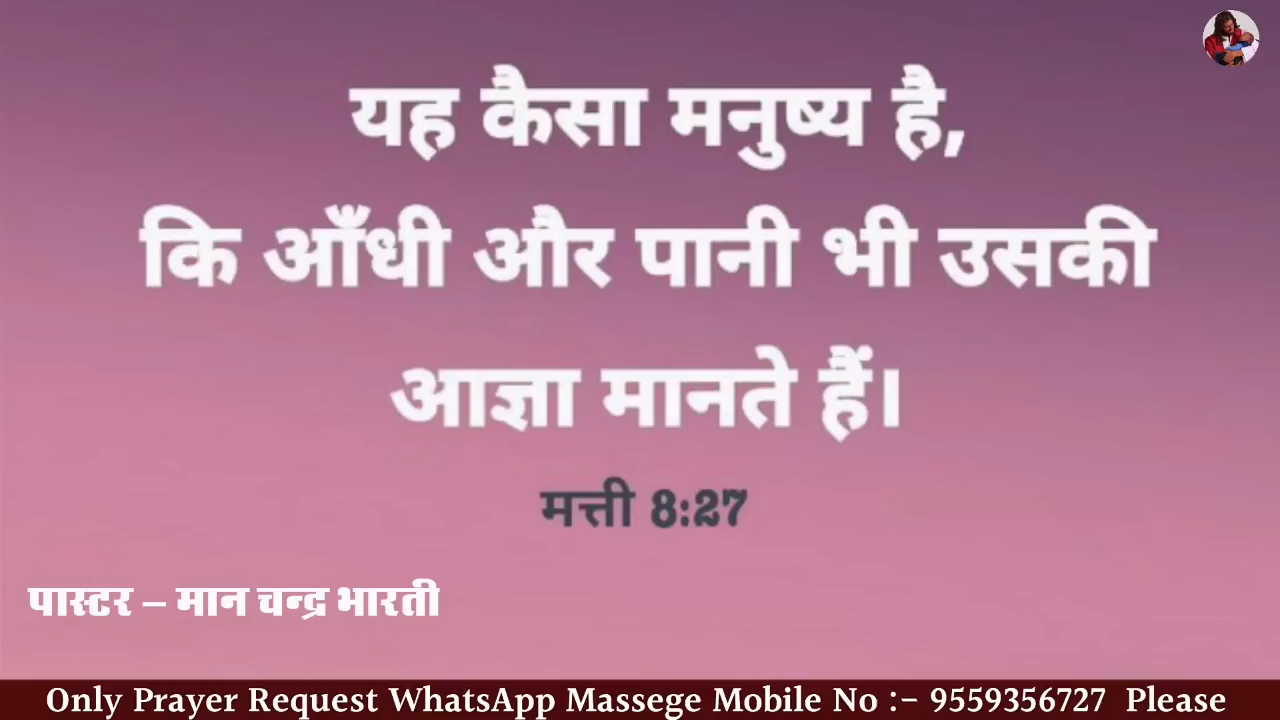 यह कैसा मनुष्य है,
कि आँधी और पानी भी उसकी
आज्ञा मानते हैं।
मत्ती 8:27
पास्टर – मान चन्द्र भारती
Only Prayer Request WhatsApp Massege Mobile No :- 9559356727 Please